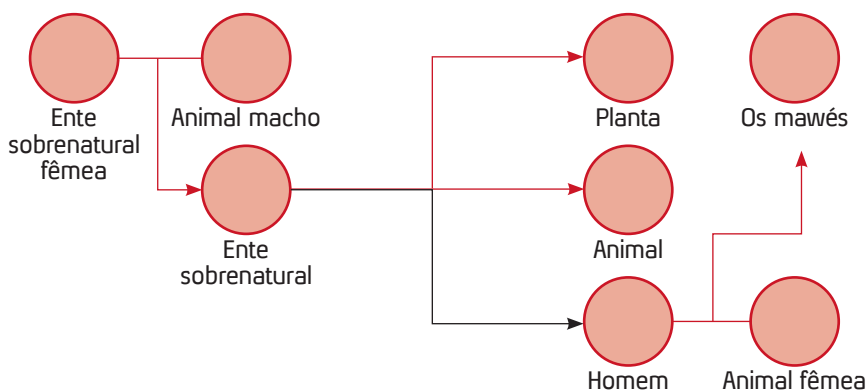 Ente
sobrenatural
fêmea
Animal macho
Planta
Os mawés
Ente
sobrenatural
Animal
Homem
Animal fêmea